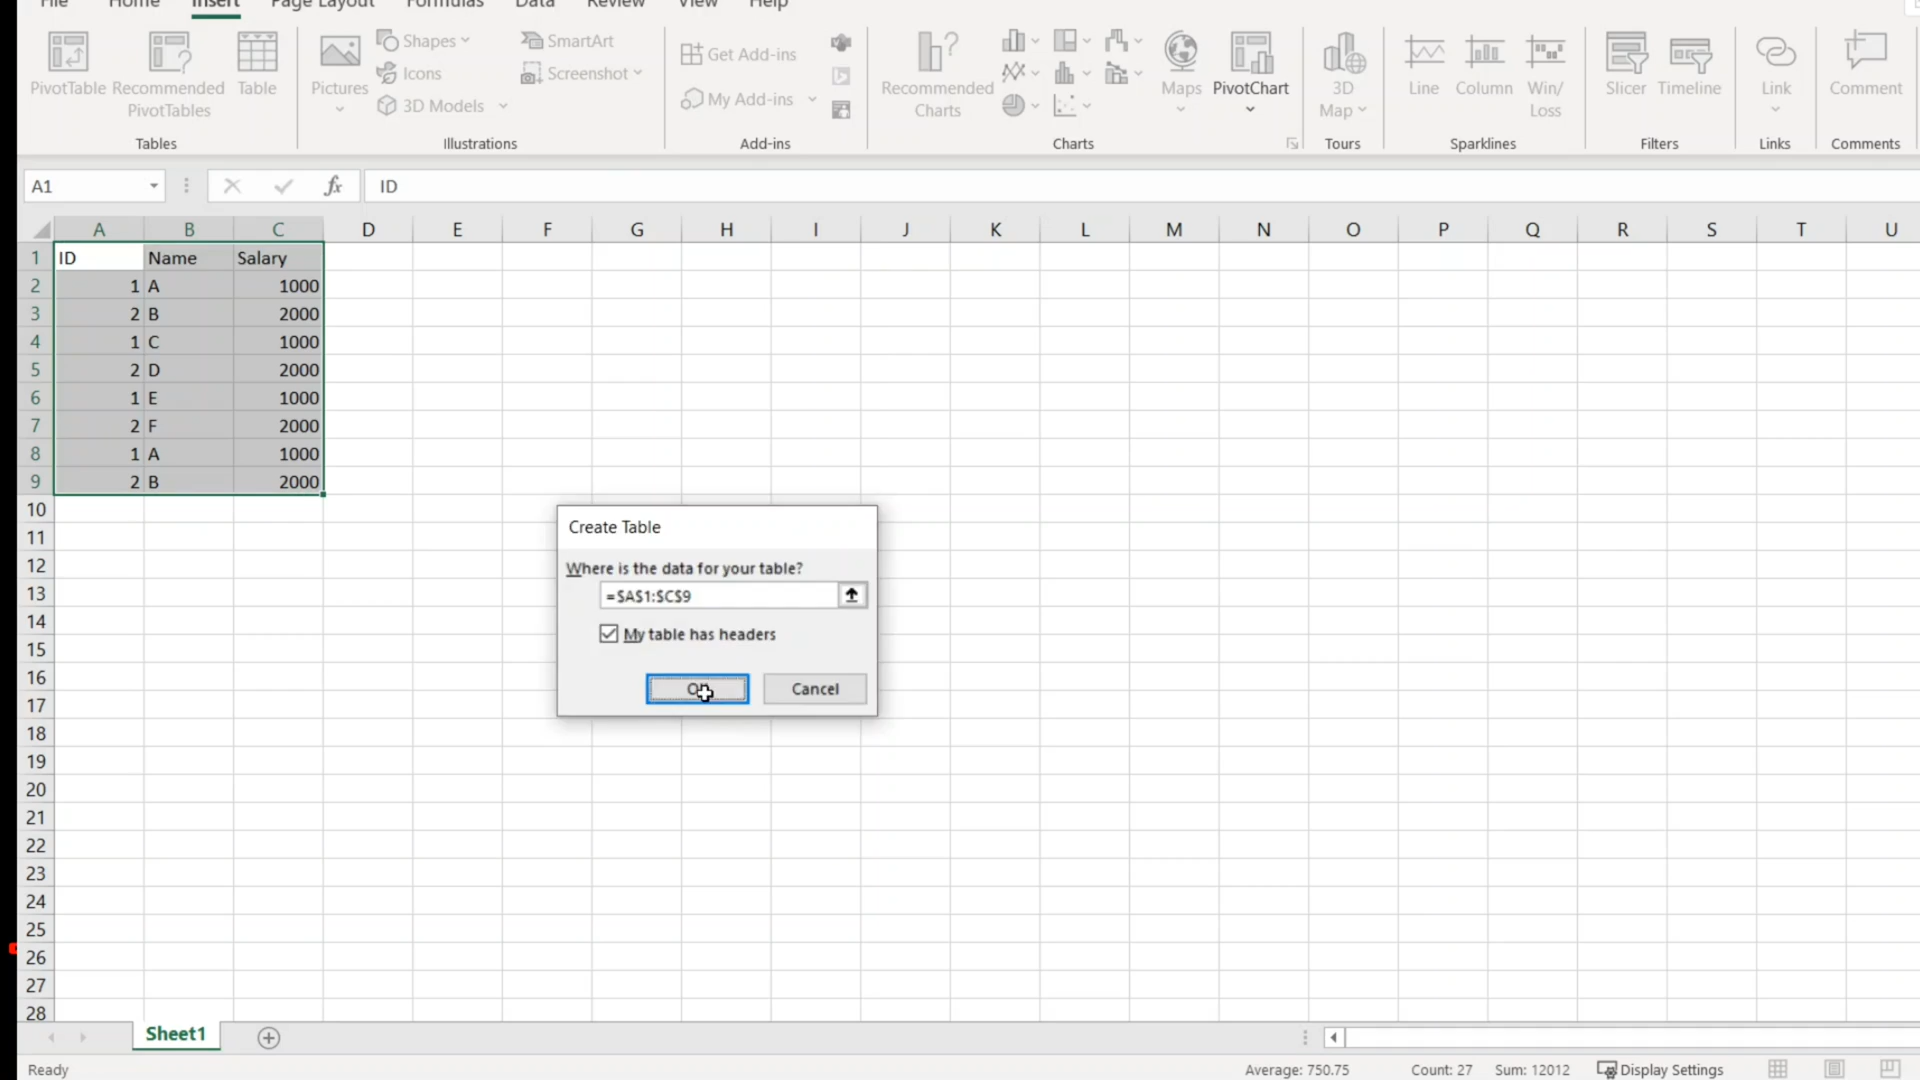 File Home Insert Page Layout Formulas Data Review View Help
PivotTable Recommended PivotTables Table
Pictures Shapes Icons 3D Models SmartArt Screenshot
Get Add-ins My Add-ins
Recommended Charts Maps PivotChart
3D Map Line Column Win/Loss
Slicer Timeline Link Comment
Tables Illustrations Add-ins Charts Tours Sparklines Filters Links Comments
A1 fx ID
A B C D E F G H I J K L M N O P Q R S T U
1 ID Name Salary
2 1 A 1000
3 2 B 2000
4 1 C 1000
5 2 D 2000
6 1 E 1000
7 2 F 2000
8 1 A 1000
9 2 B 2000
10
11
12
13
14
15
16
17
18
19
20
21
22
23
24
25
26
27
28
Create Table
Where is the data for your table?
=$A$1:$C$9
My table has headers
Cancel
Sheet1
Ready Average: 750.75 Count: 27 Sum: 12012 Display Settings